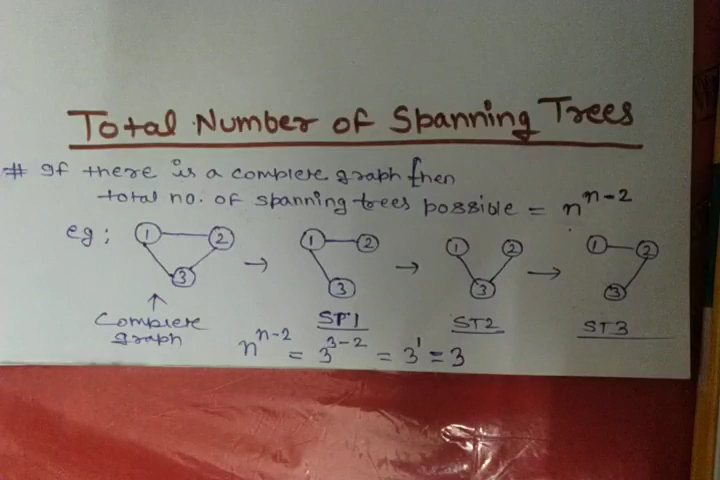 Total Number of Spanning Trees
# If there is a complete graph then
total no. of spanning trees possible = n^n-2
eg; 1 2 3 → 1 2 3 → 1 2 3 → 1 2 3
↑
Complete graph
ST1 ST2 ST3
n^n-2 = 3^3-2 = 3^1 = 3